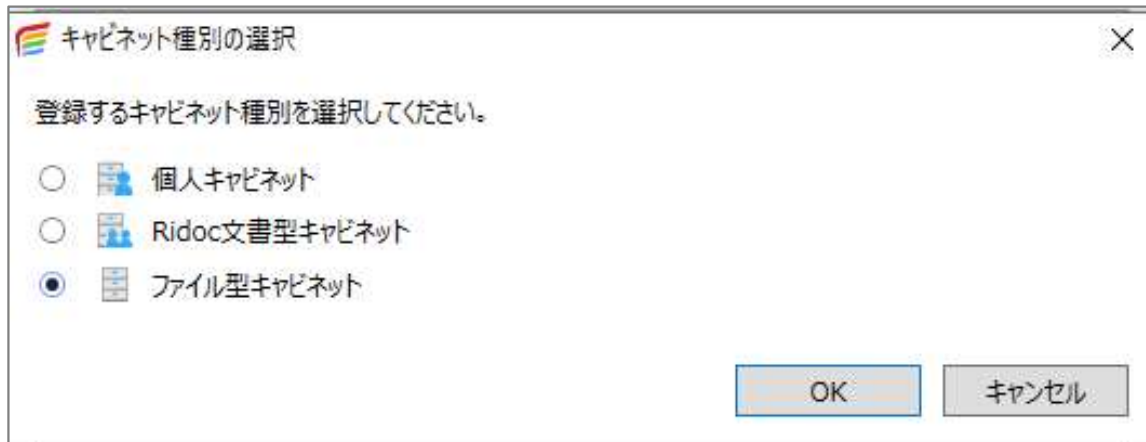 キャビネット種別の選択
登録するキャビネット種別を選択してください。
個人キャビネット
Ridoc文書型キャビネット
ファイル型キャビネット
OK キャンセル